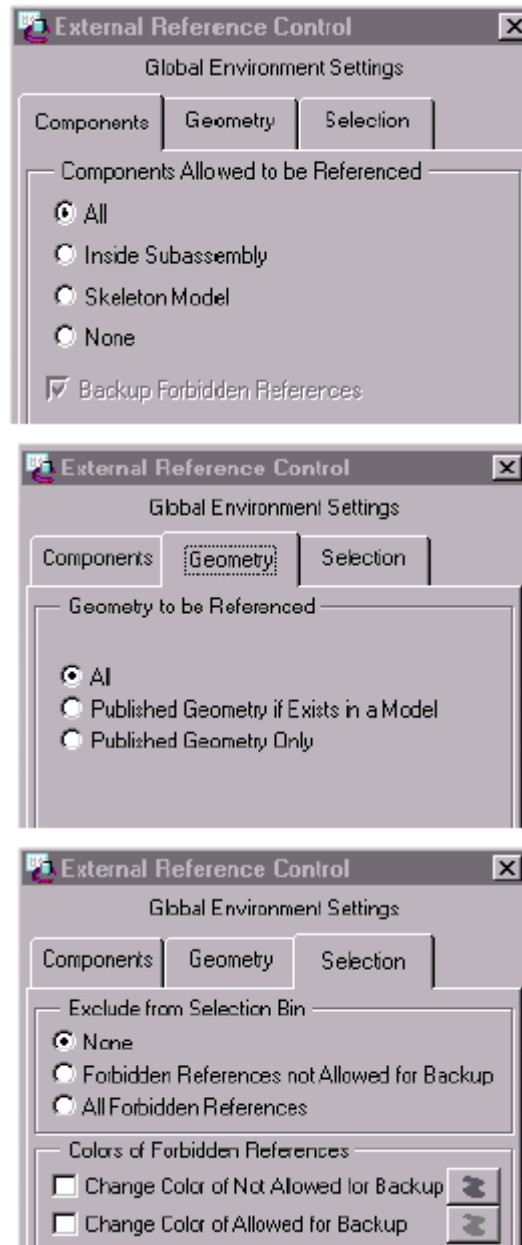 External Reference Control
Global Environment Settings
Components Geometry Selection
Components Allowed to be Referenced
All
Inside Subassembly
Skeleton Model
None
Backup Forbidden References
External Reference Control
Global Environment Settings
Components Geometry Selection
Geometry to be Referenced
All
Published Geometry if Exists in a Model
Published Geometry Only
External Reference Control
Global Environment Settings
Components Geometry Selection
Exclude from Selection Bin
None
Forbidden References not Allowed for Backup
All Forbidden References
Colors of Forbidden References
Change Color of Not Allowed for Backup
Change Color of Allowed for Backup